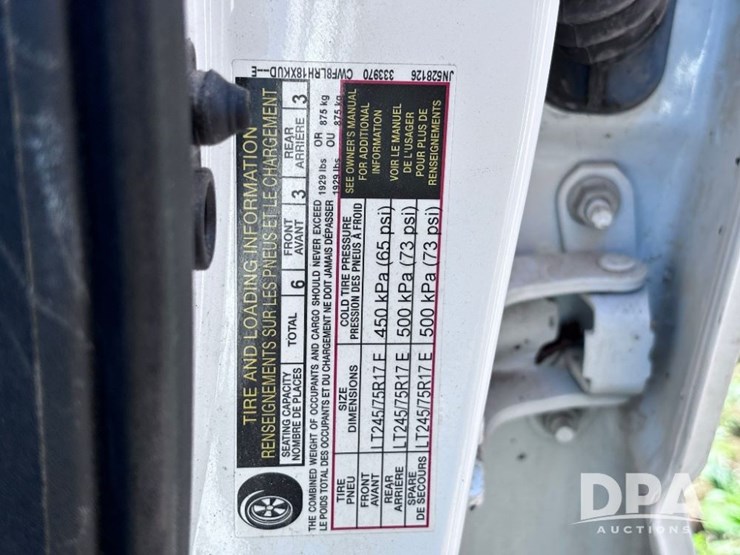 TIRE AND LOADING INFORMATION
RENSEIGNEMENTS SUR LES PNEUS ET LE CHARGEMENT
SEATING CAPACITY
NOMBRE DE PLACES
TOTAL 6
FRONT
AVANT 3
REAR
ARRIÈRE 3
THE COMBINED WEIGHT OF OCCUPANTS AND CARGO SHOULD NEVER EXCEED 1929 lbs OR 875 kg
LE POIDS TOTAL DES OCCUPANTS ET DU CHARGEMENT NE DOIT JAMAIS DÉPASSER 1929 lbs OU 875 kg
TIRE
PNEU
SIZE
DIMENSIONS
COLD TIRE PRESSURE
PRESSION DES PNEUS À FROID
FRONT
AVANT
LT245/75R17 E 450 kPa (65 psi)
REAR
ARRIÈRE
LT245/75R17 E 500 kPa (73 psi)
SPARE
DE SECOURS
LT245/75R17 E 500 kPa (73 psi)
SEE OWNER'S MANUAL
FOR ADDITIONAL
INFORMATION
VOIR LE MANUEL
DE L'USAGER
POUR PLUS DE
RENSEIGNEMENTS
CWF8LRH18XKUD---E 333970 JN528126
DPA
AUCTIONS